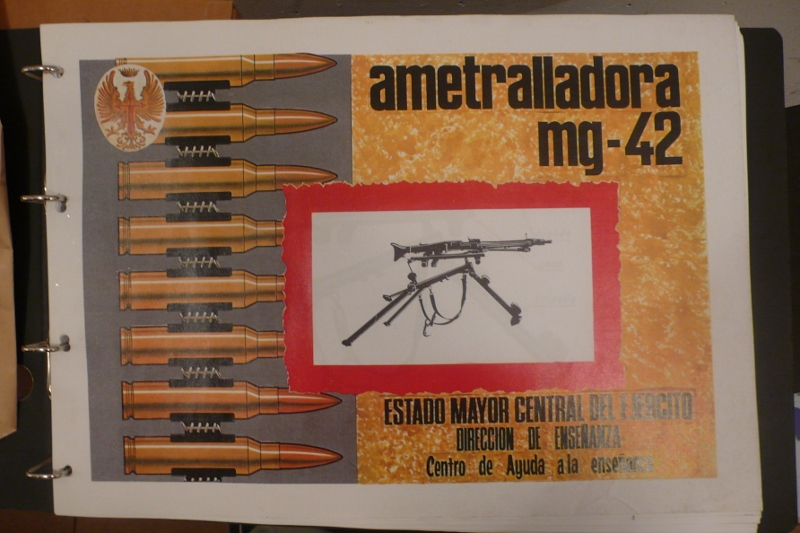 ametralladora
mg-42
ESTADO MAYOR CENTRAL DEL EJERCITO
DIRECCION DE ENSEÑANZA
Centro de Ayuda a la enseñanza